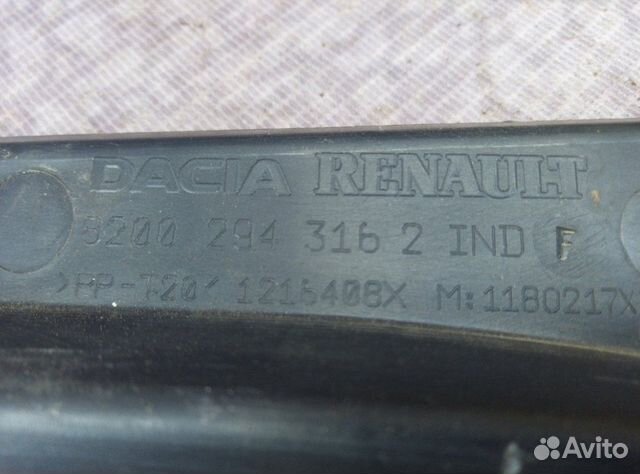 DACIA RENAULT
8200 294 316 2 IND F
>PP-T20< 1216408X M:1180217X
Avito